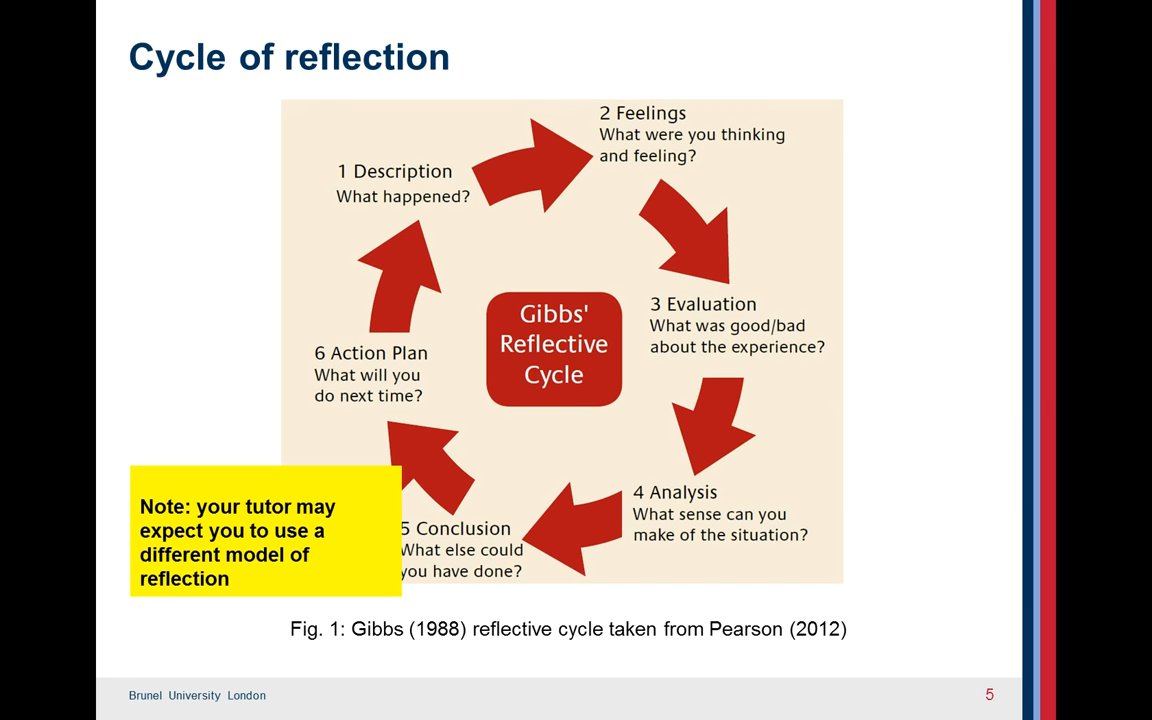 Cycle of reflection
1 Description
What happened?
2 Feelings
What were you thinking
and feeling?
3 Evaluation
What was good/bad
about the experience?
Gibbs'
Reflective
Cycle
4 Analysis
What sense can you
make of the situation?
5 Conclusion
What else could
you have done?
6 Action Plan
What will you
do next time?
Note: your tutor may
expect you to use a
different model of
reflection
Fig. 1: Gibbs (1988) reflective cycle taken from Pearson (2012)
Brunel University London
5